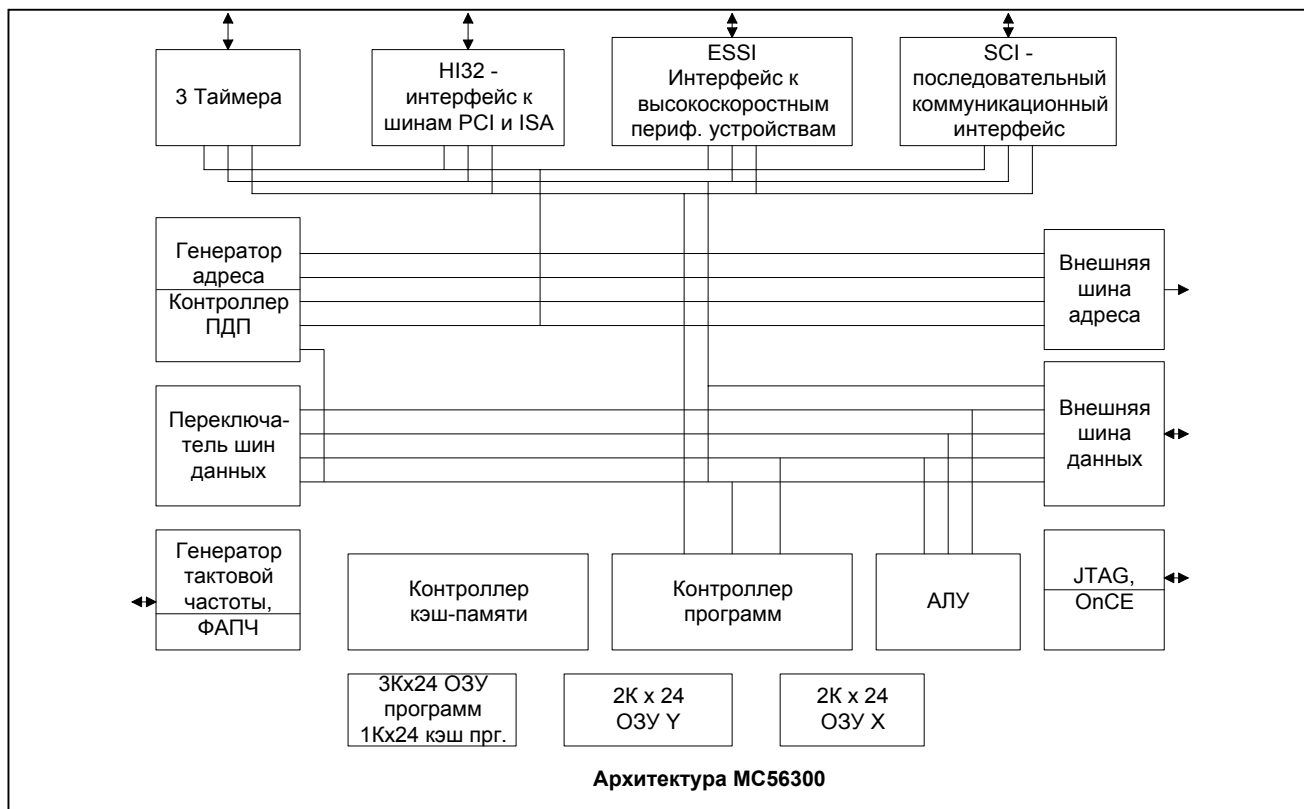 3 Таймера
HI32 -
интерфейс к
шинам PCI и ISA
ESSI
Интерфейс к
высокоскоростным
периф. устройствам
SCI -
последовательный
коммуникационный
интерфейс
Генератор
адреса
Контроллер
ПДП
Внешняя
шина
адреса
Переключа-
тель шин
данных
Внешняя
шина
данных
Генератор
тактовой
частоты,
ФАПЧ
Контроллер
кэш-памяти
Контроллер
программ
АЛУ
JTAG,
OnCE
3Кх24 ОЗУ
программ
1Кх24 кэш прг.
2К х 24
ОЗУ Y
2К х 24
ОЗУ X
Архитектура МС56300